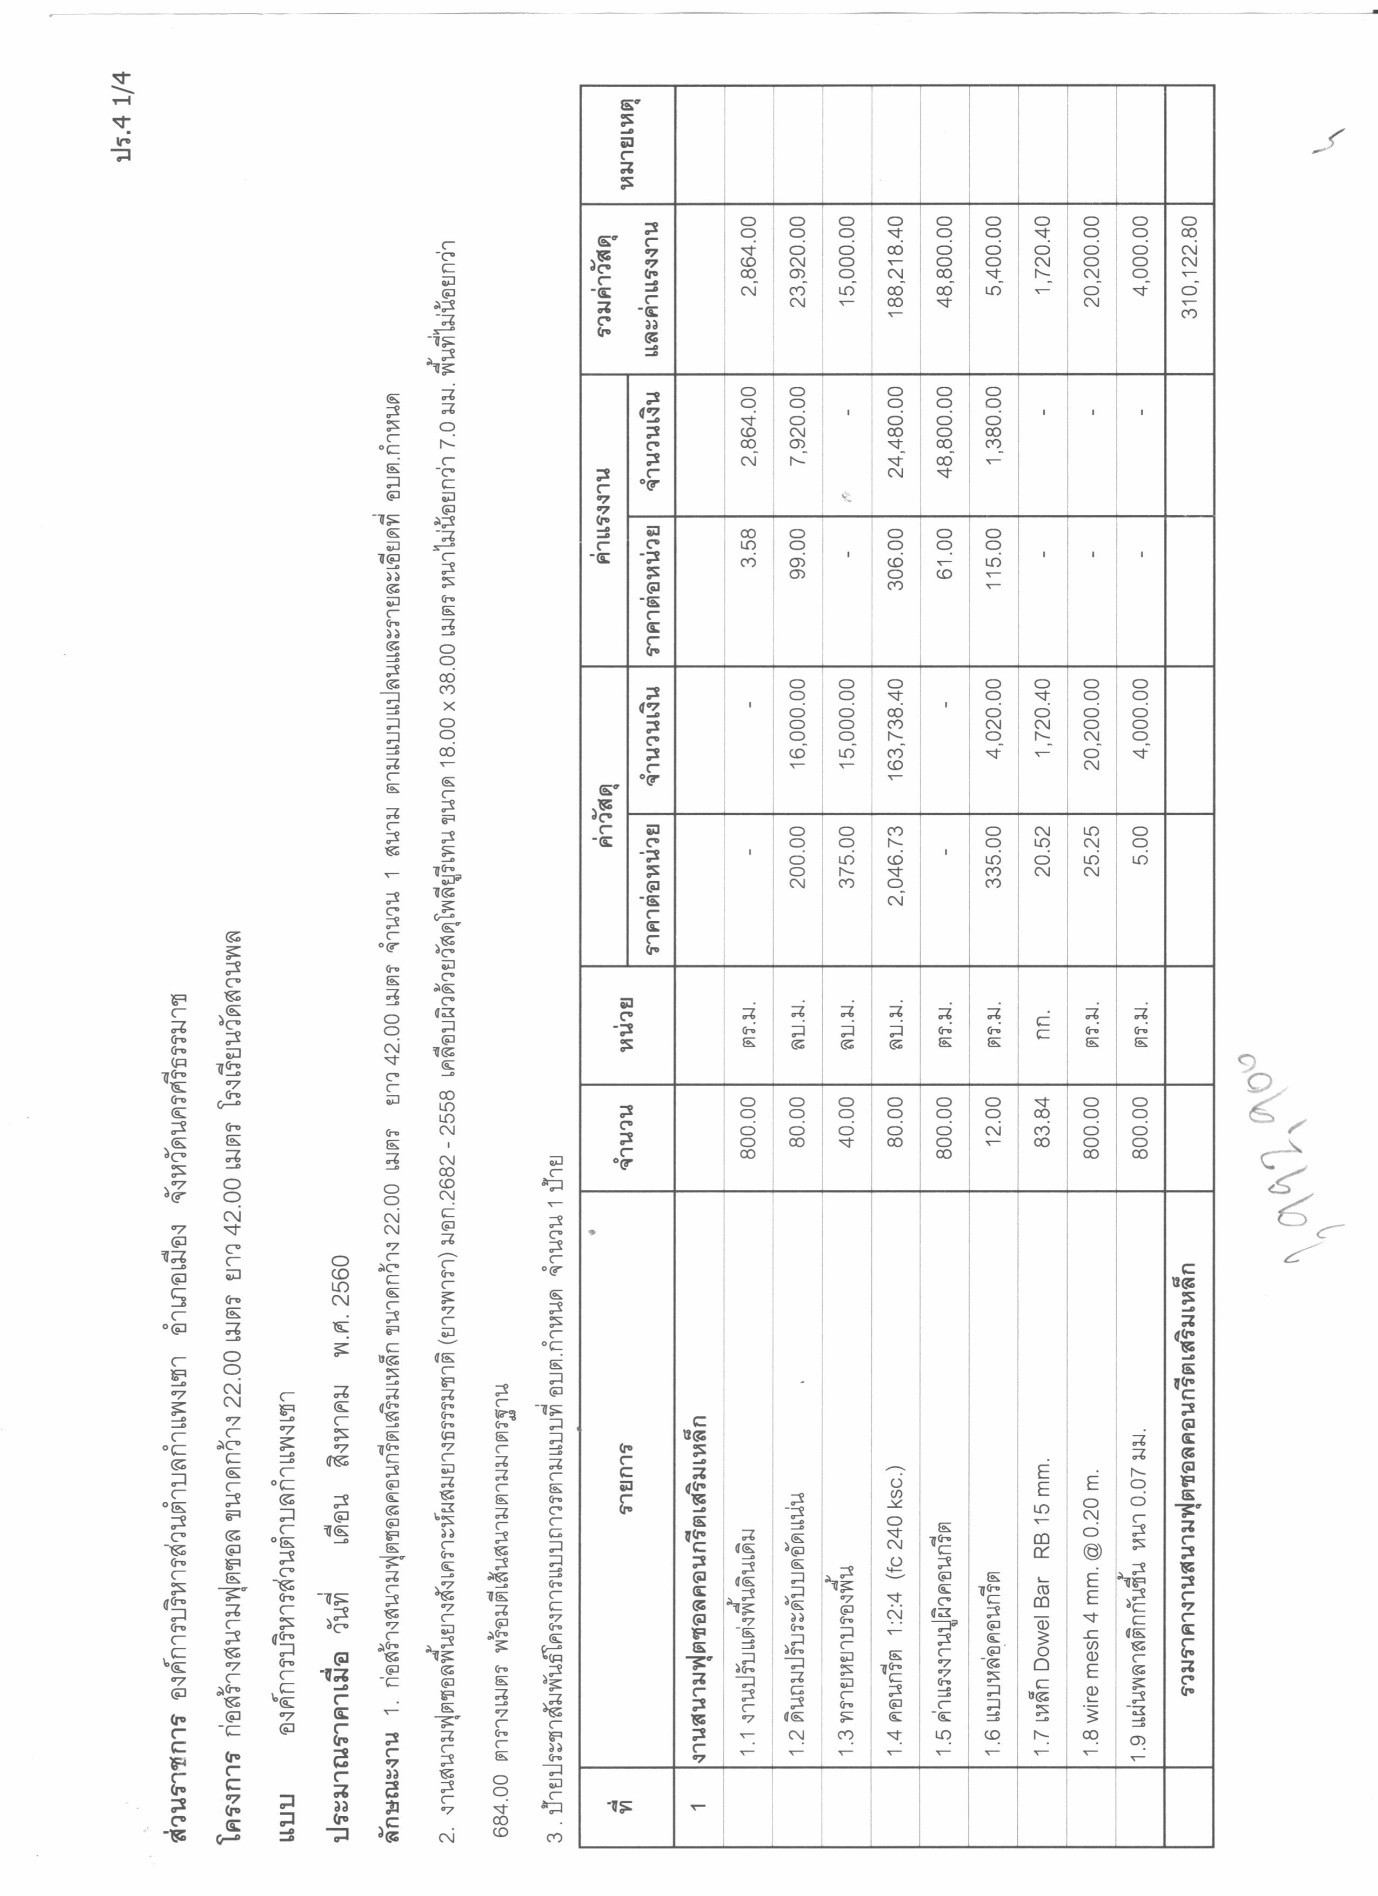 ปร.4 1/4
ส่วนราชการ องค์การบริหารส่วนตำบลกำแพงเซา อำเภอเมือง จังหวัดนครศรีธรรมาช
โครงการ ก่อสร้างสนามฟุตซอล ขนาดกว้าง 22.00 เมตร ยาว 42.00 เมตร โรงเรียนวัดสวนพล
แบบ องค์การบริหารส่วนตำบลกำแพงเซา
ประมาณราคาเมื่อ วันที่ เดือน สิงหาคม พ.ศ. 2560
ลักษณะงาน 1. ก่อสร้างสนามฟุตซอลคอนกรีตเสริมเหล็ก ขนาดกว้าง 22.00 เมตร ยาว 42.00 เมตร จำนวน 1 สนาม ตามแบบแปลนและรายละเอียดที่ อบต.กำหนด
2. งานสนามฟุตซอลพื้นยางสังเคราะห์ผสมยางธรรรมชาติ (ยางพารา) มอก.2682 - 2558 เคลือบผิวด้วยวัสดุโพลียูรีเทน ขนาด 18.00 x 38.00 เมตร หนาไม่น้อยกว่า 7.0 มม. พื้นที่ไม่น้อยกว่า
684.00 ตารางเมตร พร้อมตีเส้นสนามตามมาตรฐาน
3 . ป้ายประชาสัมพันธ์โครงการแบบถาวรตามแบบที่ อบต.กำหนด จำนวน 1 ป้าย
ที่ รายการ จำนวน หน่วย ค่าวัสดุ ค่าแรงงาน รวมค่าวัสดุ หมายเหตุ
ราคาต่อหน่วย จำนวนเงิน ราคาต่อหน่วย จำนวนเงิน และค่าแรงงาน
1 งานสนามฟุตซอลคอนกรีตเสริมเหล็ก
1.1 งานปรับแต่งพื้นดินเดิม 800.00 ตร.ม. - - 3.58 2,864.00 2,864.00
1.2 ดินถมปรับระดับบดอัดแน่น 80.00 ลบ.ม. 200.00 16,000.00 99.00 7,920.00 23,920.00
1.3 ทรายหยาบรองพื้น 40.00 ลบ.ม. 375.00 15,000.00 - - 15,000.00
1.4 คอนกรีต 1:2:4 (fc 240 ksc.) 80.00 ลบ.ม. 2,046.73 163,738.40 306.00 24,480.00 188,218.40
1.5 ค่าแรงงานปูผิวคอนกรีต 800.00 ตร.ม. - - 61.00 48,800.00 48,800.00
1.6 แบบหล่อคอนกรีต 12.00 ตร.ม. 335.00 4,020.00 115.00 1,380.00 5,400.00
1.7 เหล็ก Dowel Bar RB 15 mm. 83.84 กก. 20.52 1,720.40 - - 1,720.40
1.8 wire mesh 4 mm. @ 0.20 m. 800.00 ตร.ม. 25.25 20,200.00 - - 20,200.00
1.9 แผ่นพลาสติกกันชื้น หนา 0.07 มม. 800.00 ตร.ม. 5.00 4,000.00 - - 4,000.00
รวมราคางานสนามฟุตซอลคอนกรีตเสริมเหล็ก 310,122.80